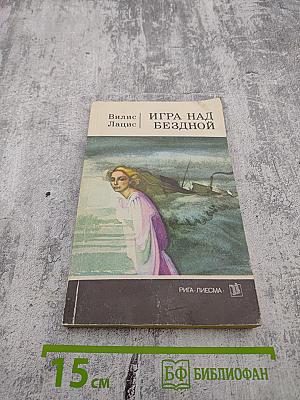 Вилис
Лацис
ИГРА НАД
БЕЗДНОЙ
РИГА·ЛИЕСМА
15 СМ
БФ БИБЛИОФАН